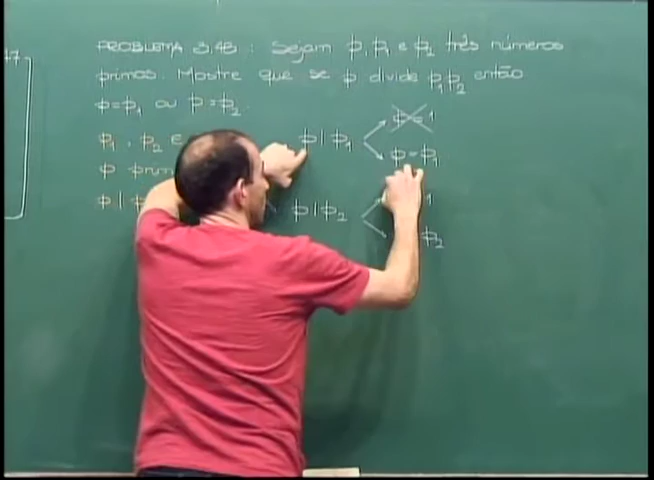 17
PROBLEMA 3.48 : Sejam p, p₁ e p₂ três números
primos. Mostre que se p divide p₁p₂ então
p=p₁ ou p=p₂.
p₁, p₂ e
p | p₁
p=1
p = p₁
p
p |
p | p₂
1
p₂